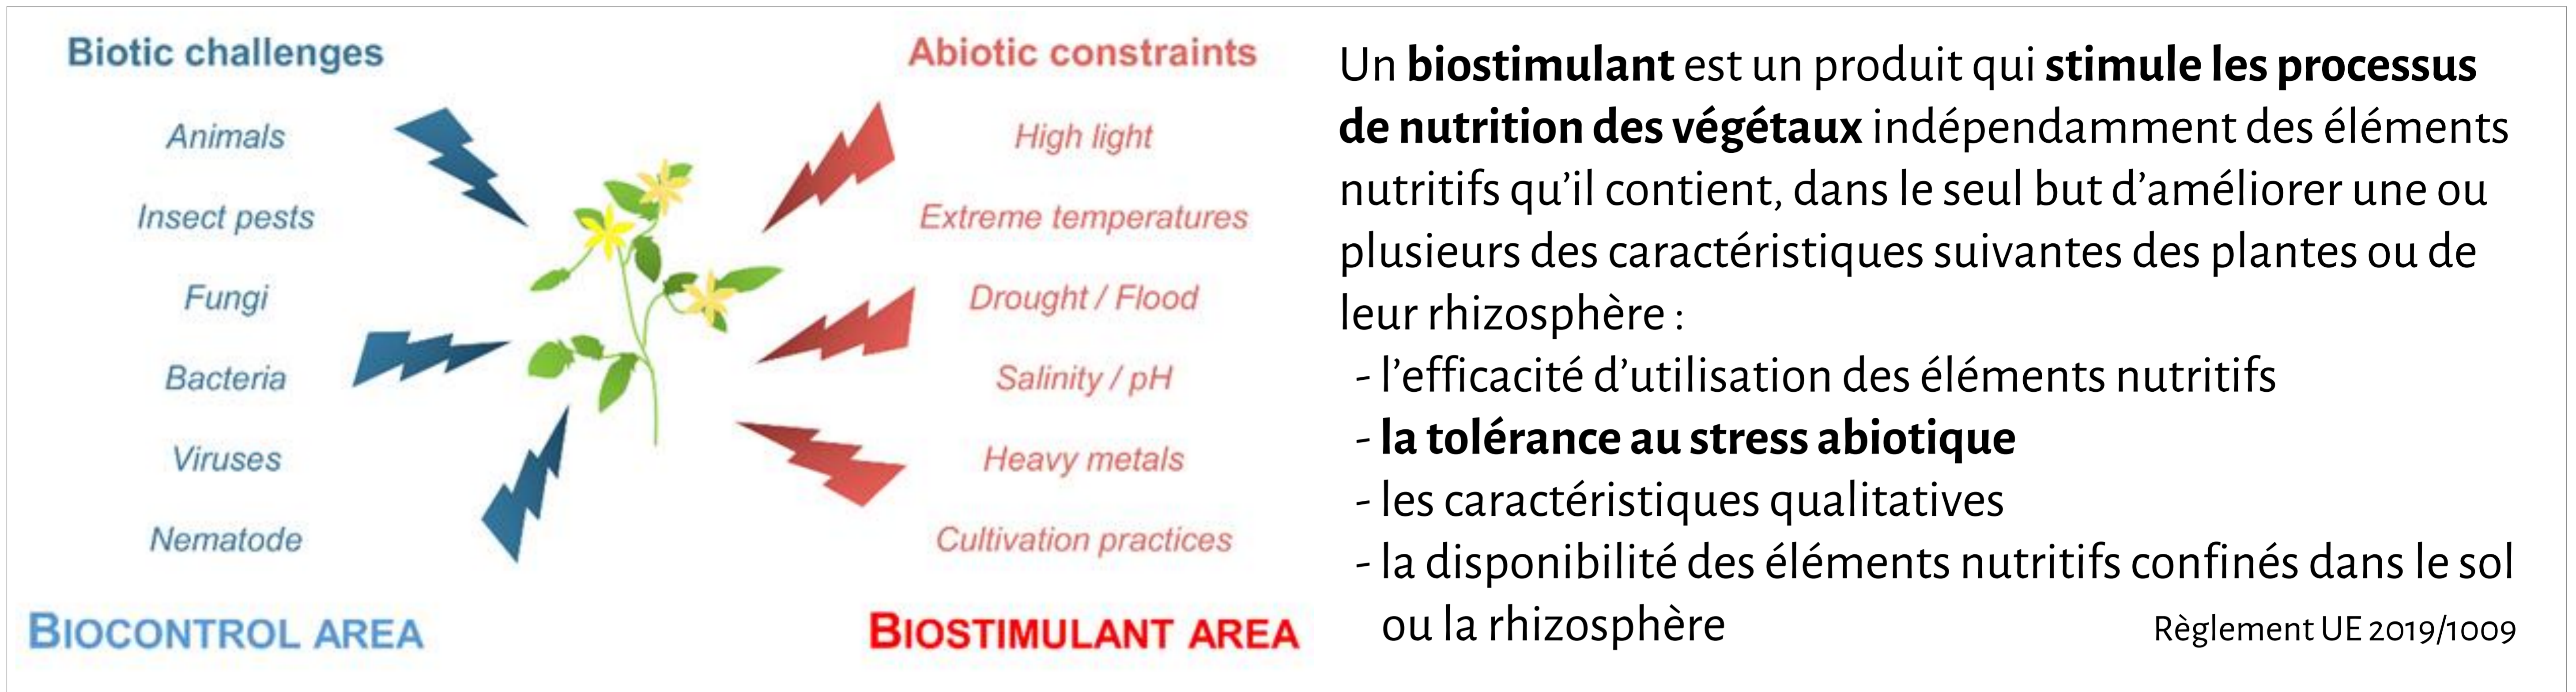 Biotic challenges
Animals
Insect pests
Fungi
Bacteria
Viruses
Nematode
BIOCONTROL AREA
Abiotic constraints
High light
Extreme temperatures
Drought / Flood
Salinity / pH
Heavy metals
Cultivation practices
BIOSTIMULANT AREA
Un biostimulant est un produit qui stimule les processus
de nutrition des végétaux indépendamment des éléments
nutritifs qu’il contient, dans le seul but d’améliorer une ou
plusieurs des caractéristiques suivantes des plantes ou de
leur rhizosphère :
- l’efficacité d’utilisation des éléments nutritifs
- la tolérance au stress abiotique
- les caractéristiques qualitatives
- la disponibilité des éléments nutritifs confinés dans le sol
ou la rhizosphère
Règlement UE 2019/1009